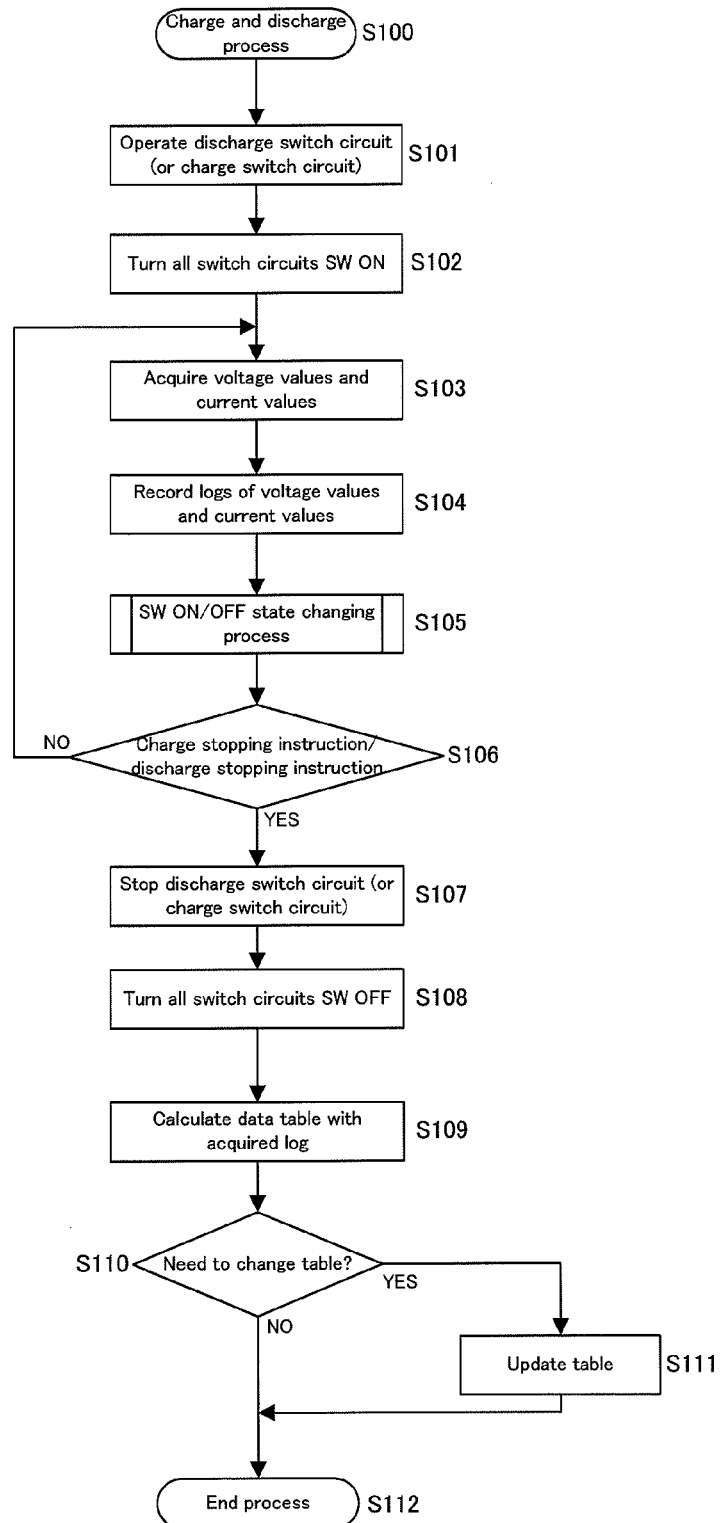 Charge and discharge
process
S100
Operate discharge switch circuit
(or charge switch circuit)
S101
Turn all switch circuits SW ON
S102
Acquire voltage values and
current values
S103
Record logs of voltage values
and current values
S104
SW ON/OFF state changing
process
S105
NO
Charge stopping instruction/
discharge stopping instruction
S106
YES
Stop discharge switch circuit (or
charge switch circuit)
S107
Turn all switch circuits SW OFF
S108
Calculate data table with
acquired log
S109
S110
Need to change table?
YES
NO
Update table
S111
End process
S112